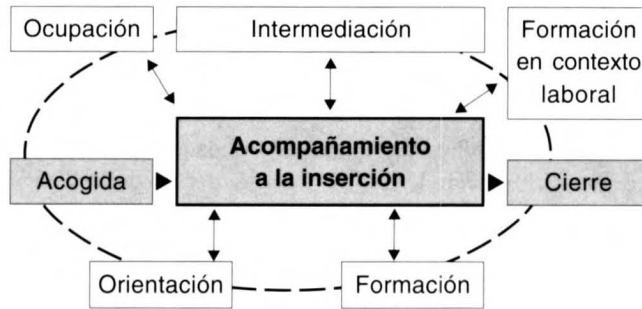 Ocupación
Intermediación
Formación
en contexto
laboral
Acompañamiento
a la inserción
Acogida
Cierre
Orientación
Formación